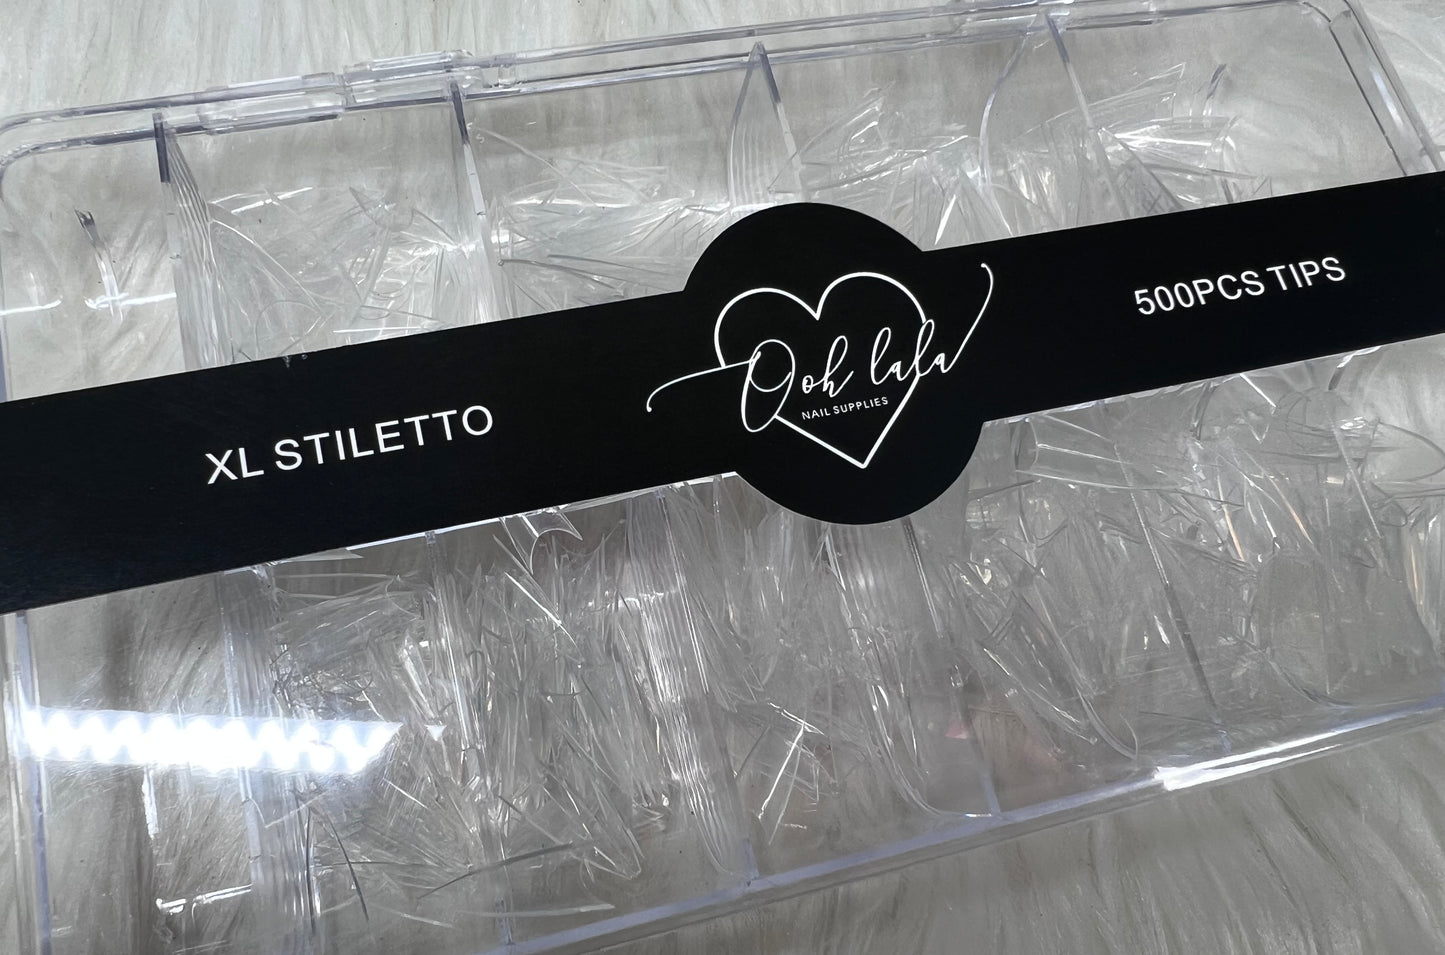 XL STILETTO
Ooh lala
NAIL SUPPLIES
500PCS TIPS